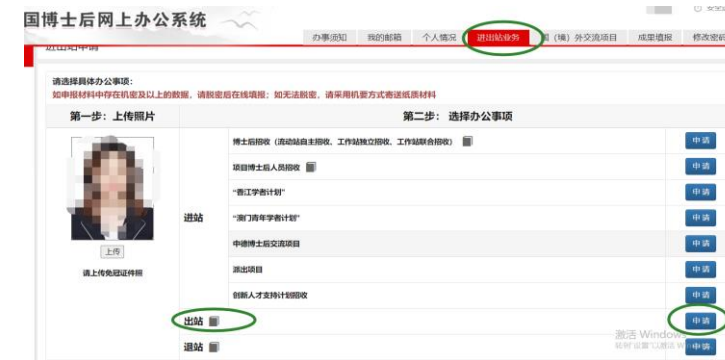 国博士后网上办公系统
办事须知 我的邮箱 个人情况 进出站业务 国（境）外交流项目 成果填报 修改密码
进出站申请
请选择具体办公事项：
如申报材料中存在机密及以上的数据，请脱密后在线填报；如无法脱密，请采用机要方式寄送纸质材料
第一步：上传照片 第二步：选择办公事项
博士后招收（流动站自主招收、工作站独立招收、工作站联合招收） 申请
项目博士后人员招收 申请
“香江学者计划” 申请
进站 “澳门青年学者计划” 申请
上传
中德博士后交流项目 申请
请上传免冠证件照
派出项目 申请
创新人才支持计划招收 申请
出站 申请
激活 Windows
退站 申请